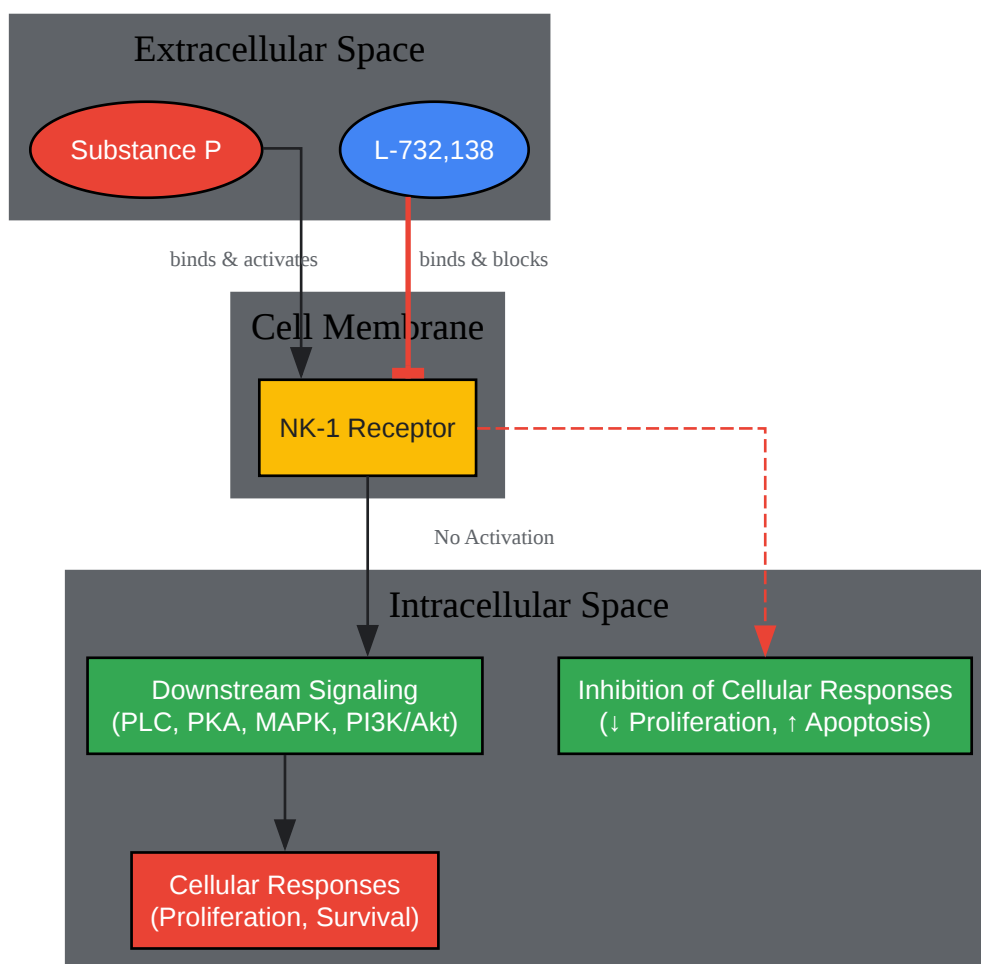 Extracellular Space
Substance P
L-732,138
binds & activates
binds & blocks
Cell Membrane
NK-1 Receptor
No Activation
Intracellular Space
Downstream Signaling
(PLC, PKA, MAPK, PI3K/Akt)
Inhibition of Cellular Responses
(↓ Proliferation, ↑ Apoptosis)
Cellular Responses
(Proliferation, Survival)